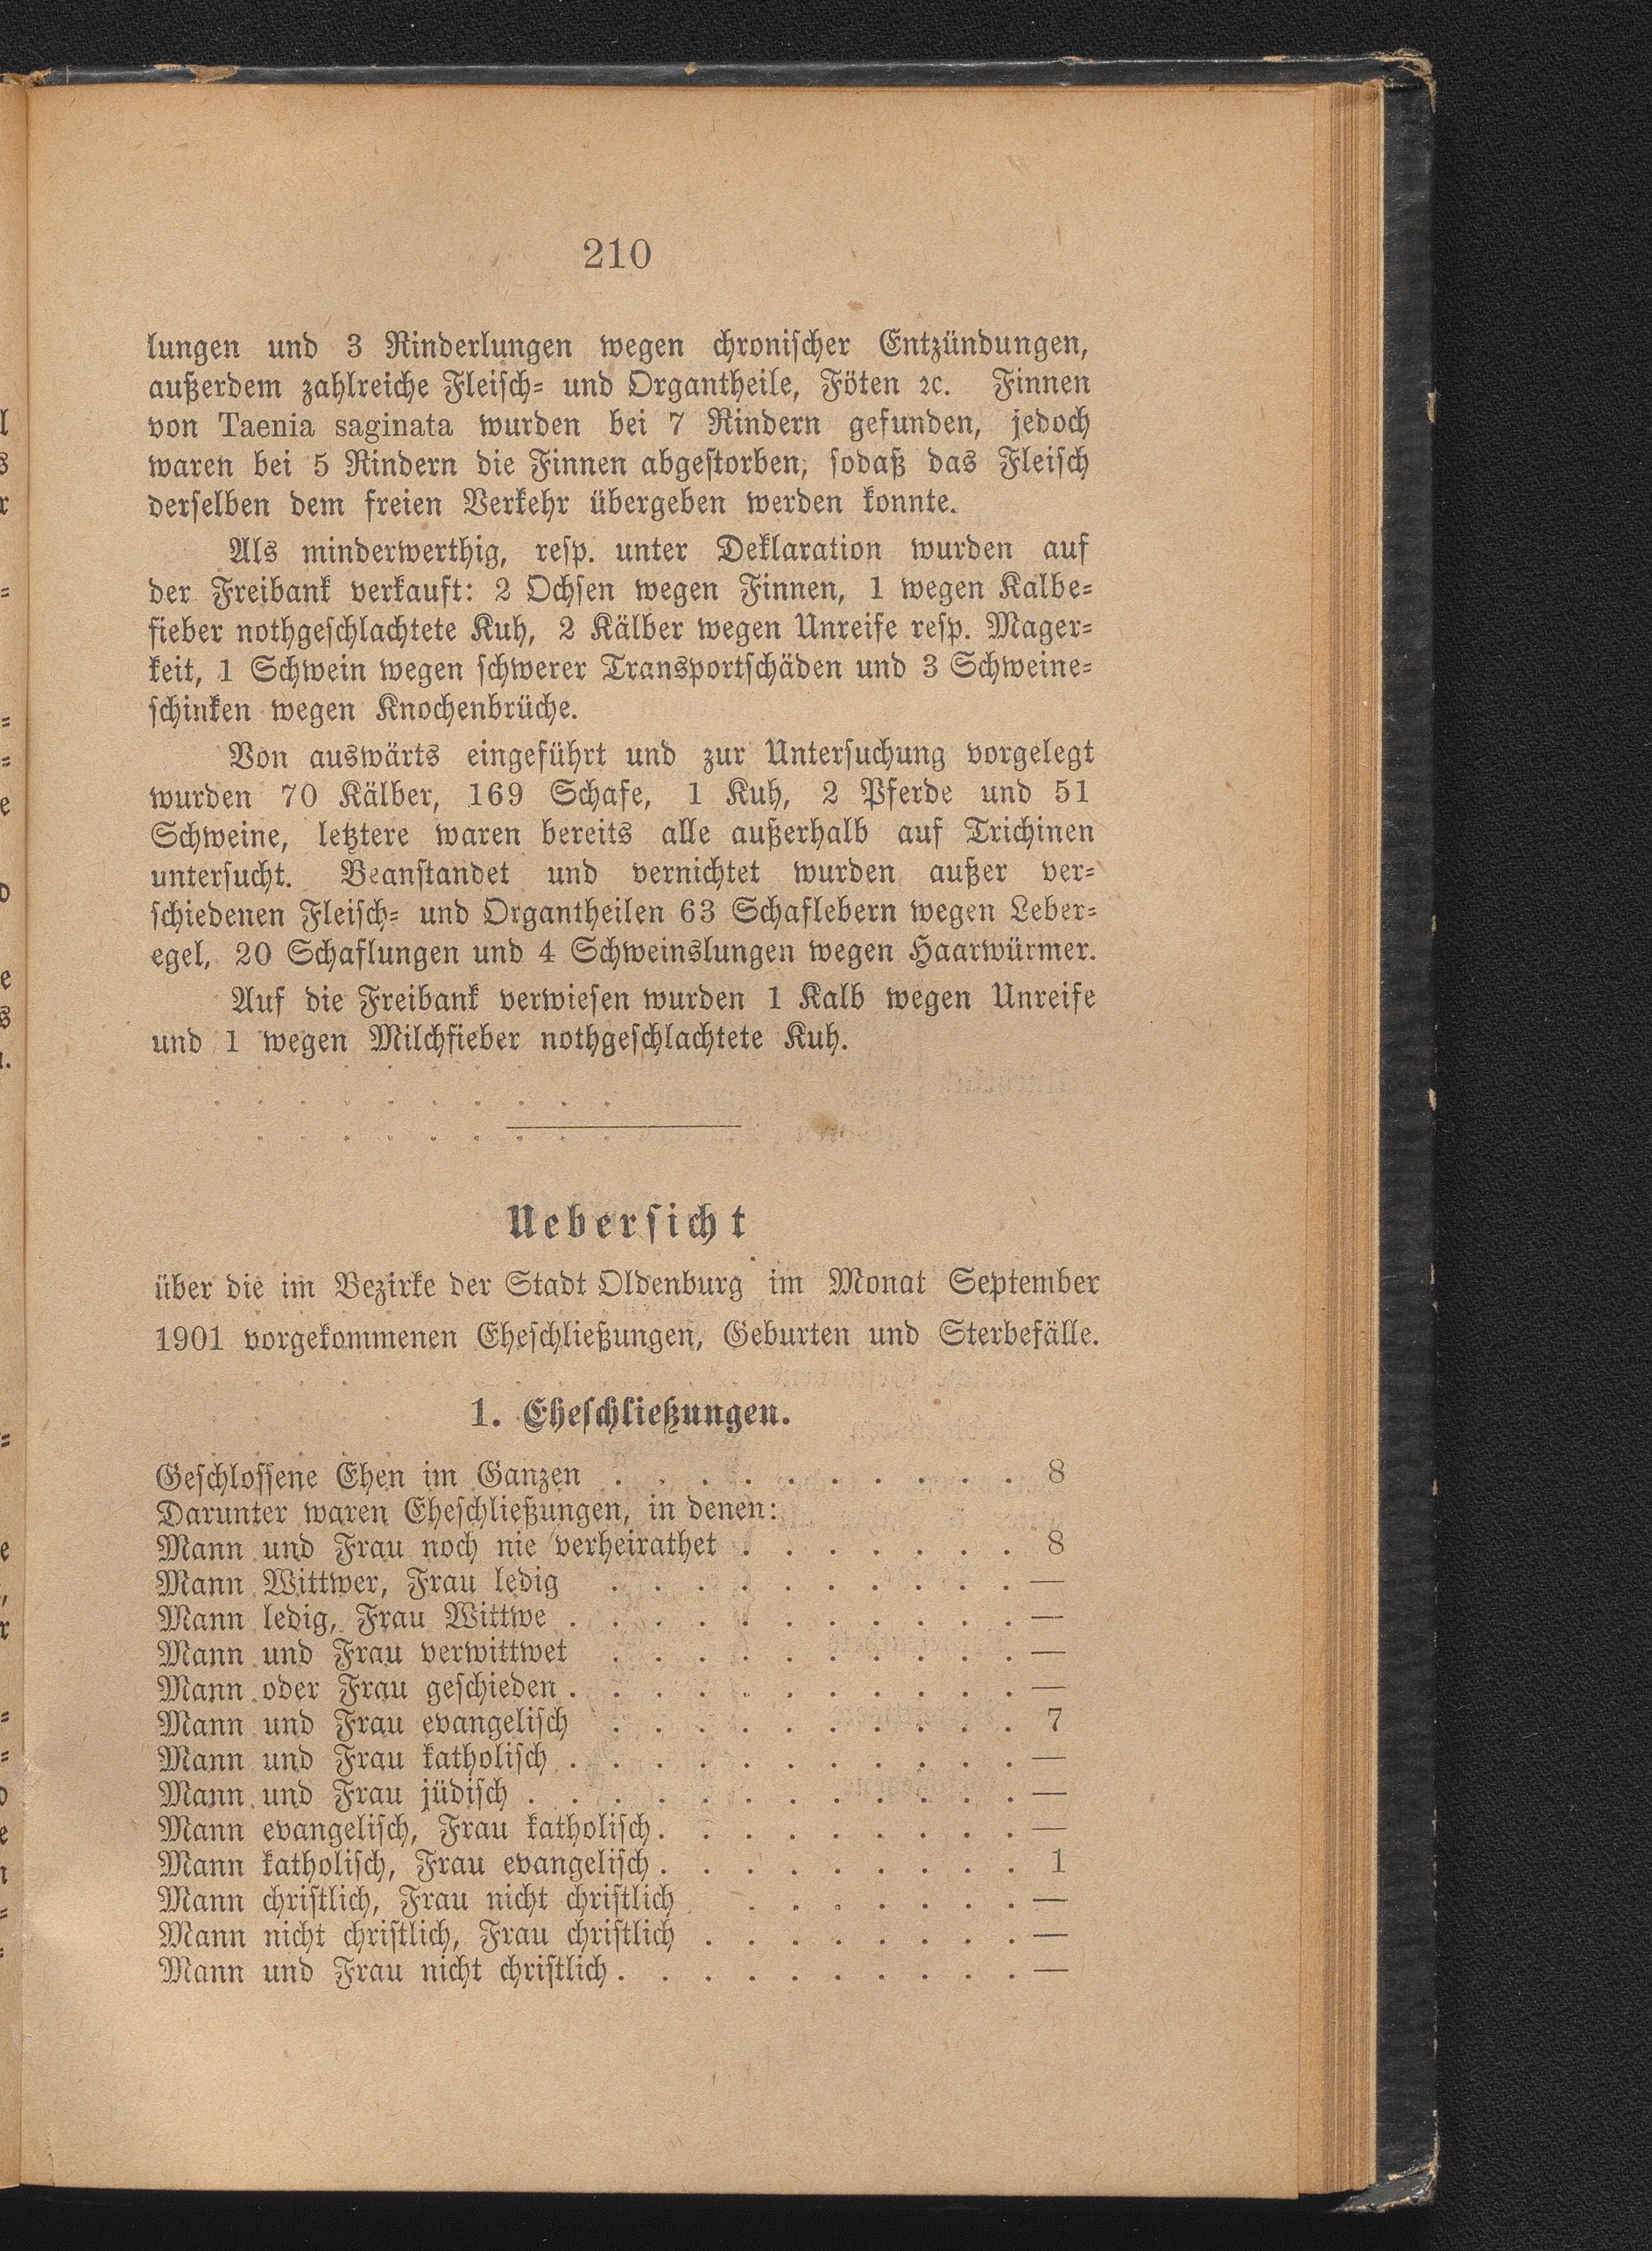 210
lungen und 3 Rinderlungen wegen chronischer Entzündungen,
außerdem zahlreiche Fleisch- und Organtheile, Föten ꝛc. Finnen
von Taenia saginata wurden bei 7 Rindern gefunden, jedoch
waren bei 5 Rindern die Finnen abgestorben, sodaß das Fleisch
derselben dem freien Verkehr übergeben werden konnte.
Als minderwerthig, resp. unter Deklaration wurden auf
der Freibank verkauft: 2 Ochsen wegen Finnen, 1 wegen Kalbe-
fieber nothgeschlachtete Kuh, 2 Kälber wegen Unreife resp. Mager-
keit, 1 Schwein wegen schwerer Transportschäden und 3 Schweine-
schinken wegen Knochenbrüche.
Von auswärts eingeführt und zur Untersuchung vorgelegt
wurden 70 Kälber, 169 Schafe, 1 Kuh, 2 Pferde und 51
Schweine, letztere waren bereits alle außerhalb auf Trichinen
untersucht. Beanstandet und vernichtet wurden außer ver-
schiedenen Fleisch- und Organtheilen 63 Schaflebern wegen Leber-
egel, 20 Schaflungen und 4 Schweinslungen wegen Haarwürmer.
Auf die Freibank verwiesen wurden 1 Kalb wegen Unreife
und 1 wegen Milchfieber nothgeschlachtete Kuh.
Uebersicht
über die im Bezirke der Stadt Oldenburg im Monat September
1901 vorgekommenen Eheschließungen, Geburten und Sterbefälle.
1. Eheschließungen.
Geschlossene Ehen im Ganzen . . . . . . . . . . 8
Darunter waren Eheschließungen, in denen:
Mann und Frau noch nie verheirathet . . . . . . . 8
Mann Wittwer, Frau ledig . . . . . . . . . . —
Mann ledig, Frau Wittwe . . . . . . . . . . . —
Mann und Frau verwittwet . . . . . . . . . . —
Mann oder Frau geschieden . . . . . . . . . . . —
Mann und Frau evangelisch . . . . . . . . . . 7
Mann und Frau katholisch . . . . . . . . . . . —
Mann und Frau jüdisch . . . . . . . . . . . . —
Mann evangelisch, Frau katholisch . . . . . . . . . —
Mann katholisch, Frau evangelisch . . . . . . . . . 1
Mann christlich, Frau nicht christlich . . . . . . . —
Mann nicht christlich, Frau christlich . . . . . . . . —
Mann und Frau nicht christlich . . . . . . . . . . —